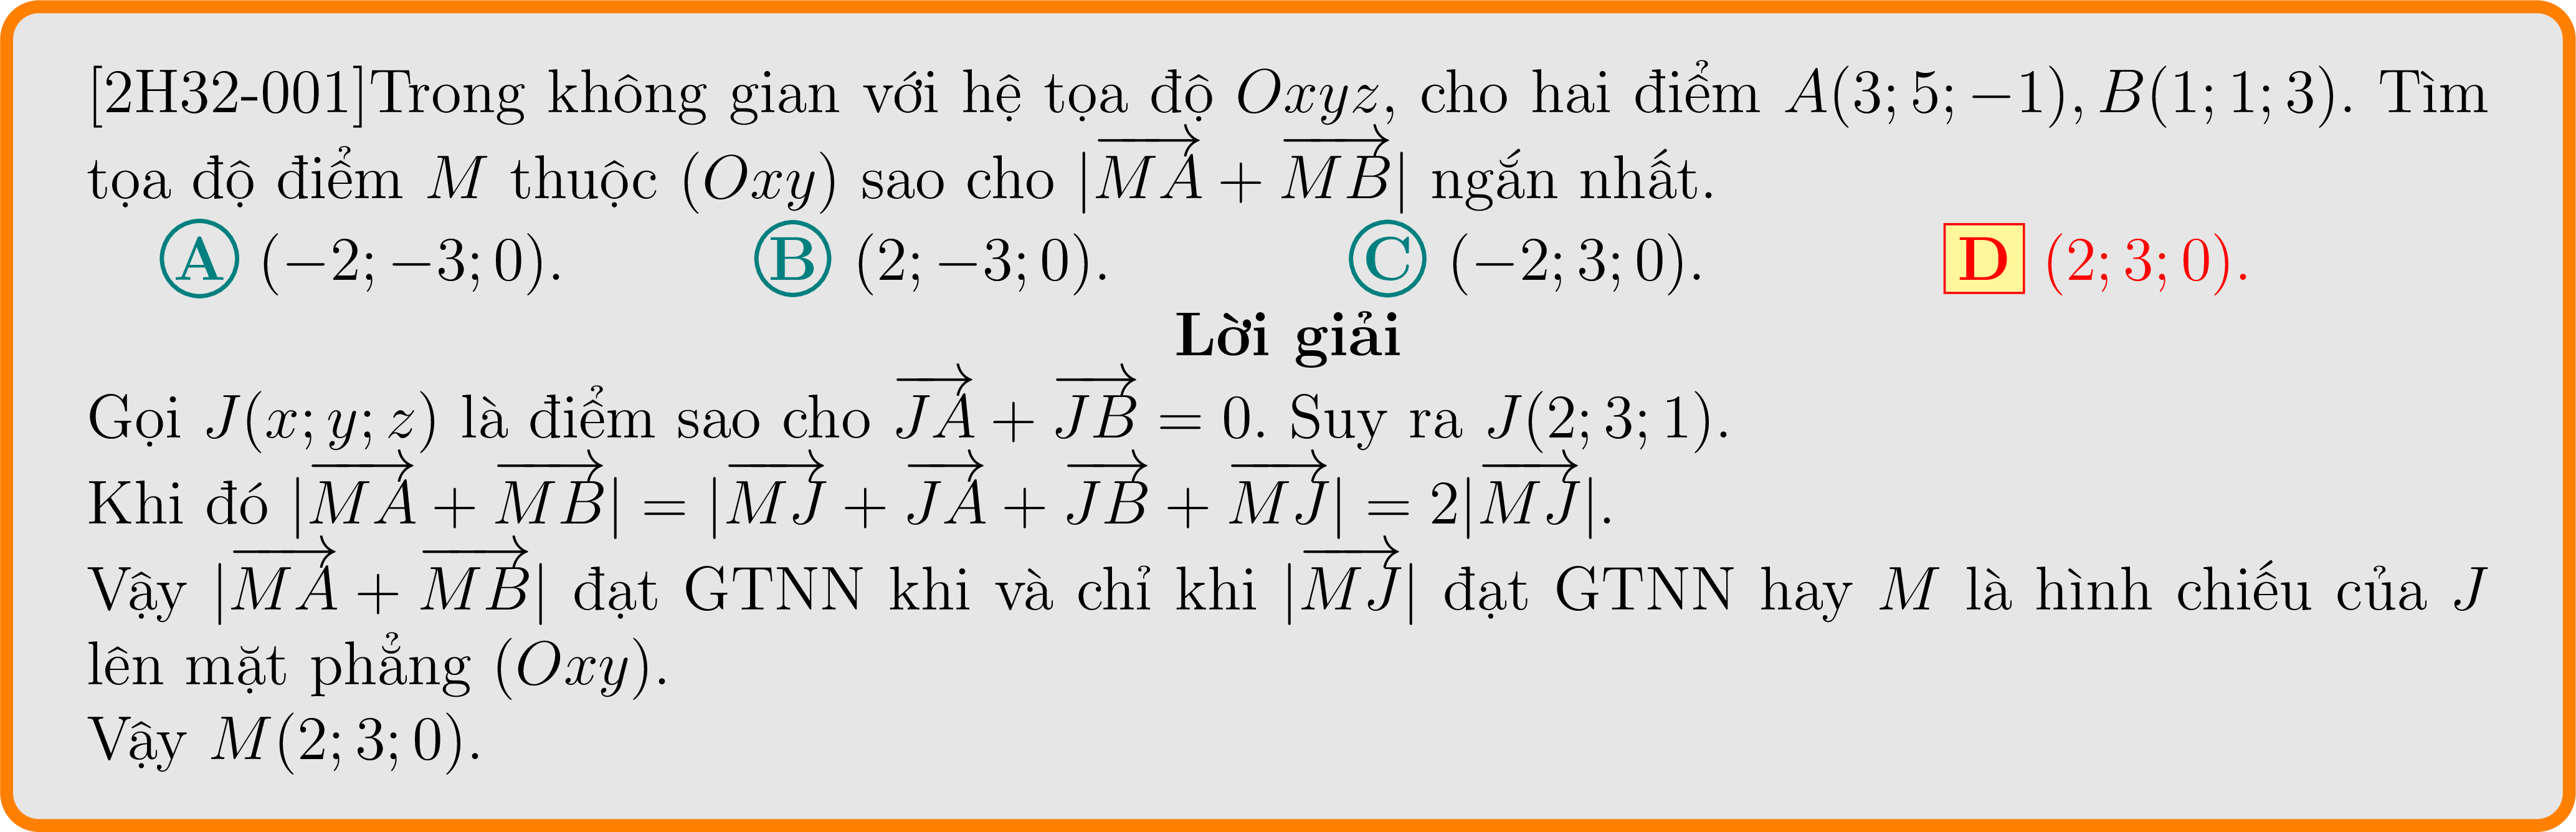 [2H32-001]Trong không gian với hệ tọa độ $Oxyz$, cho hai điểm $A(3;5;-1), B(1;1;3)$. Tìm
tọa độ điểm $M$ thuộc $(Oxy)$ sao cho $|\overrightarrow{MA}+\overrightarrow{MB}|$ ngắn nhất.
A $(-2;-3;0)$. B $(2;-3;0)$. C $(-2;3;0)$. D $(2;3;0)$.
Lời giải
Gọi $J(x;y;z)$ là điểm sao cho $\overrightarrow{JA}+\overrightarrow{JB}=0$. Suy ra $J(2;3;1)$.
Khi đó $|\overrightarrow{MA}+\overrightarrow{MB}|=|\overrightarrow{MJ}+\overrightarrow{JA}+\overrightarrow{JB}+\overrightarrow{MJ}|=2|\overrightarrow{MJ}|$.
Vậy $|\overrightarrow{MA}+\overrightarrow{MB}|$ đạt GTNN khi và chỉ khi $|\overrightarrow{MJ}|$ đạt GTNN hay $M$ là hình chiếu của $J$
lên mặt phẳng $(Oxy)$.
Vậy $M(2;3;0)$.